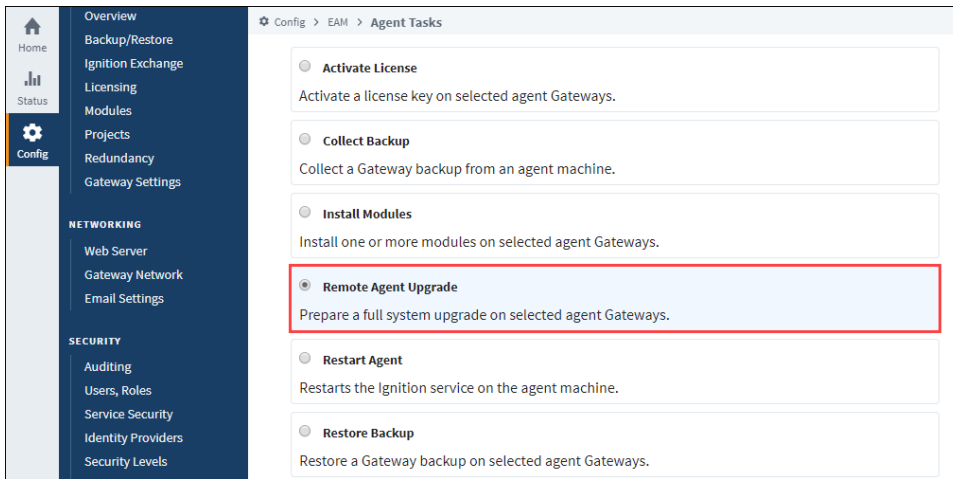 Home
Status
Config
Overview
Backup/Restore
Ignition Exchange
Licensing
Modules
Projects
Redundancy
Gateway Settings
NETWORKING
Web Server
Gateway Network
Email Settings
SECURITY
Auditing
Users, Roles
Service Security
Identity Providers
Security Levels
Config > EAM > Agent Tasks
Activate License
Activate a license key on selected agent Gateways.
Collect Backup
Collect a Gateway backup from an agent machine.
Install Modules
Install one or more modules on selected agent Gateways.
Remote Agent Upgrade
Prepare a full system upgrade on selected agent Gateways.
Restart Agent
Restarts the Ignition service on the agent machine.
Restore Backup
Restore a Gateway backup on selected agent Gateways.